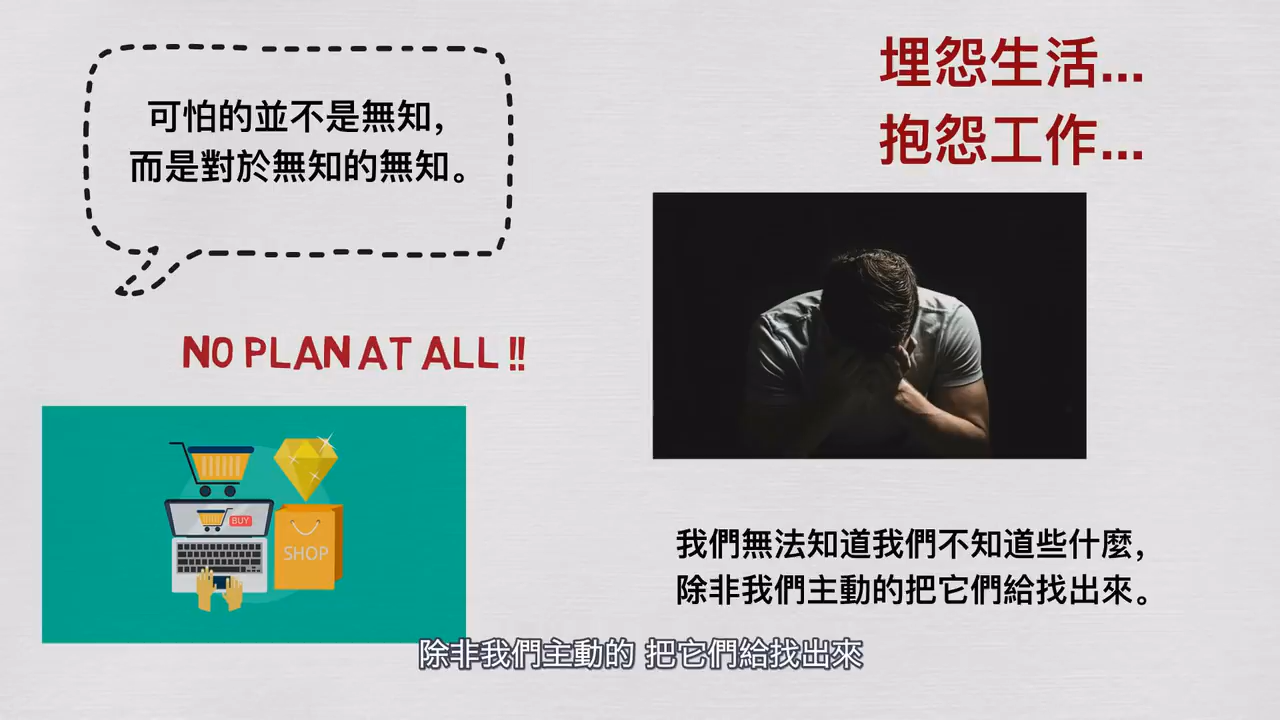 可怕的並不是無知，
而是對於無知的無知。
埋怨生活...
抱怨工作...
NO PLAN AT ALL !!
BUY
SHOP
我們無法知道我們不知道些什麼，
除非我們主動的把它們給找出來。
除非我們主動的 把它們給找出來